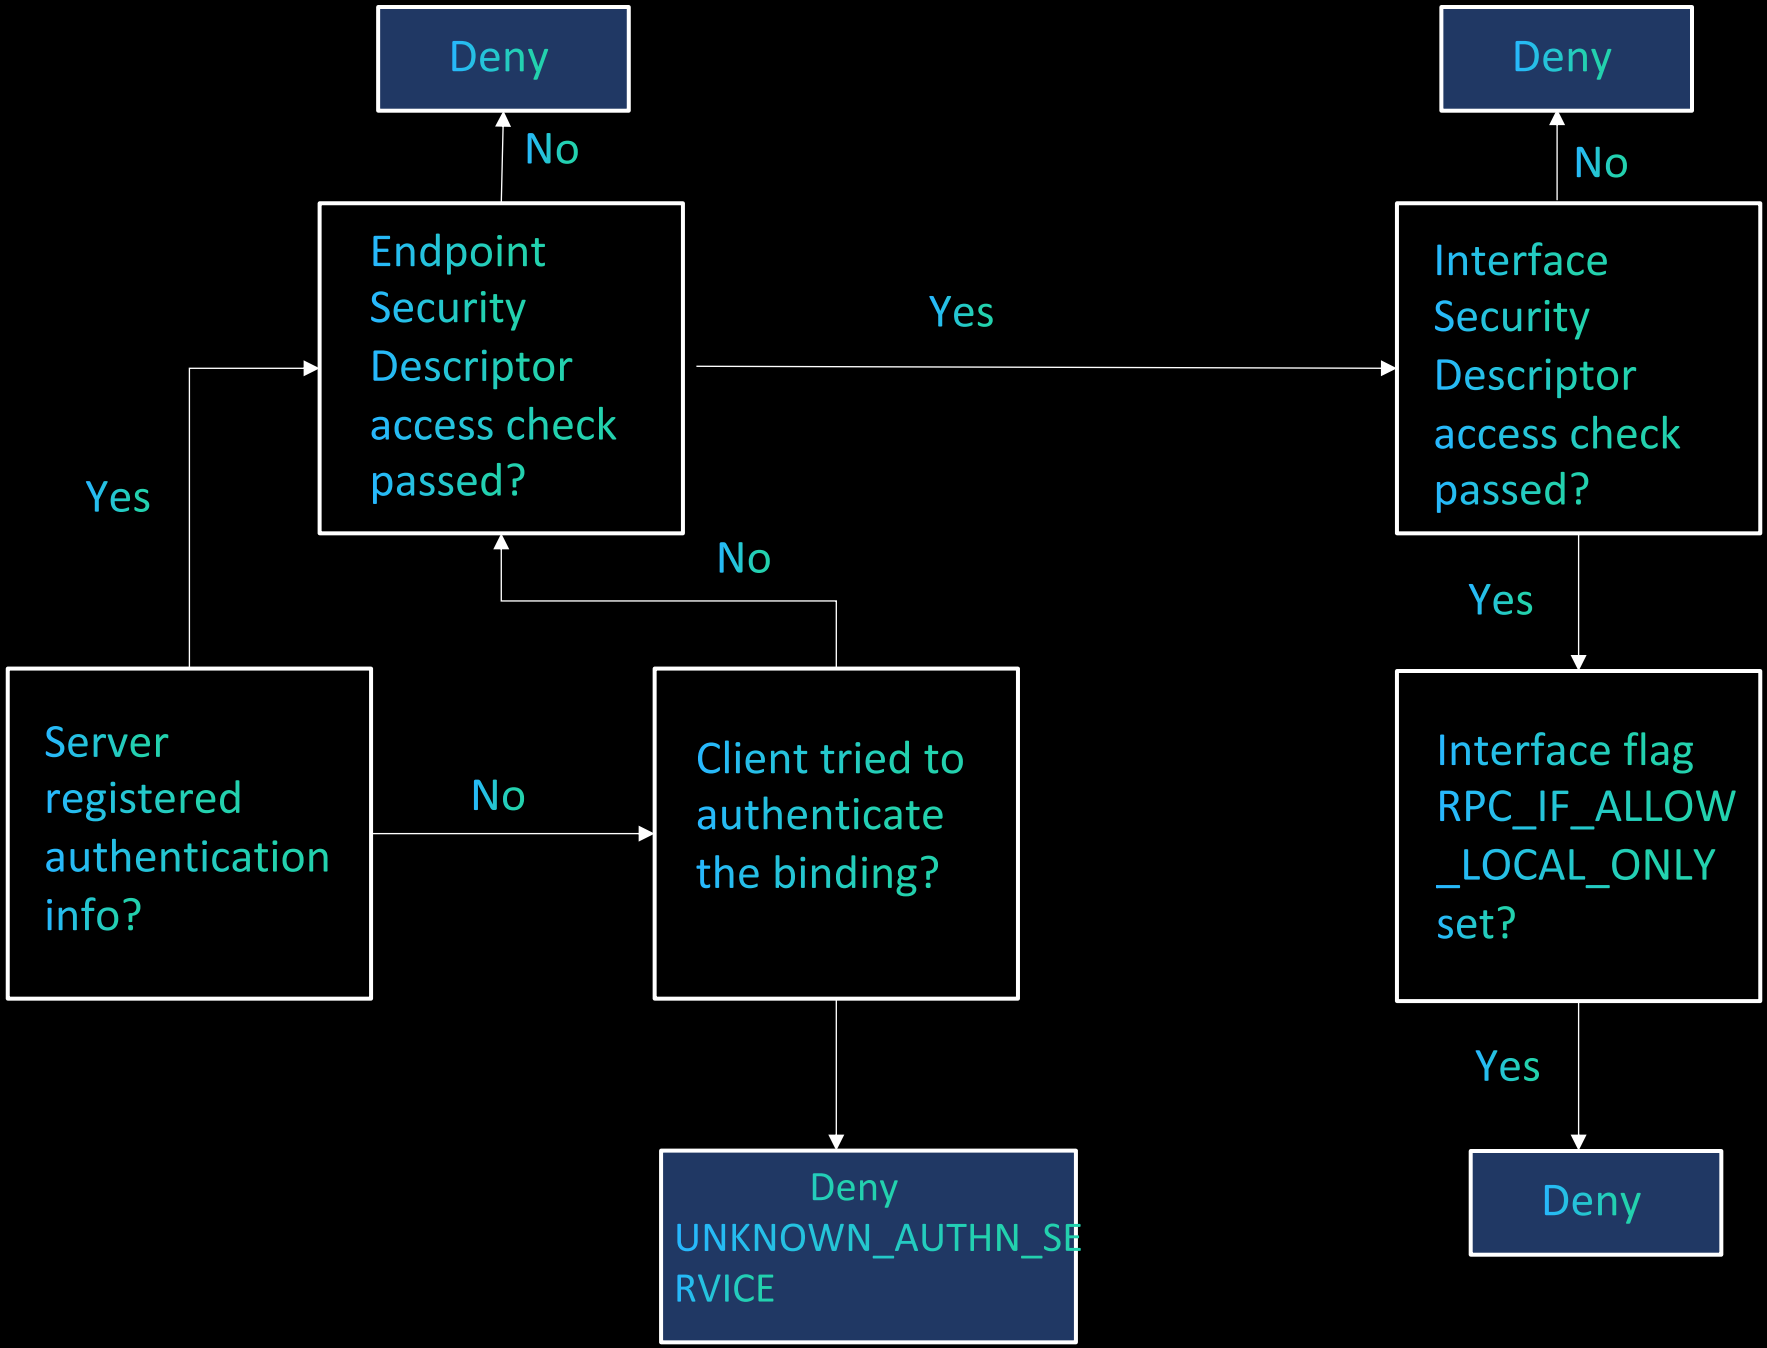 Deny
Deny
No
No
Endpoint
Security
Descriptor
access check
passed?
Yes
Interface
Security
Descriptor
access check
passed?
Yes
No
Yes
Server
registered
authentication
info?
No
Client tried to
authenticate
the binding?
Interface flag
RPC_IF_ALLOW
_LOCAL_ONLY
set?
Yes
Deny
UNKNOWN_AUTHN_SE
RVICE
Deny